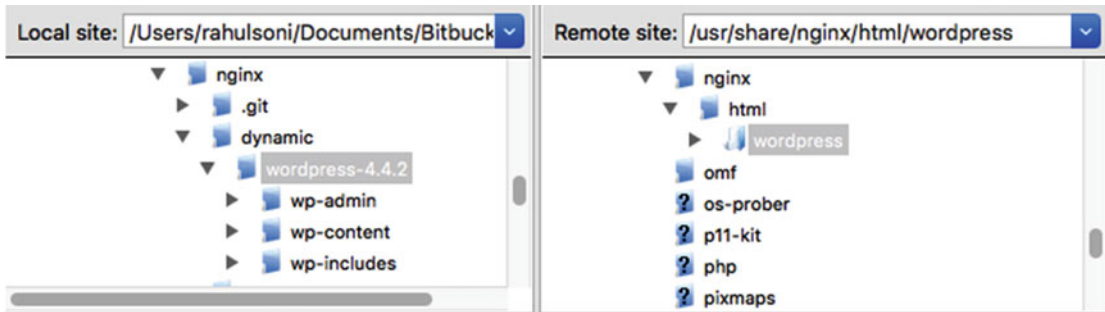 Local site: /Users/rahulsoni/Documents/Bitbuck
nginx
.git
dynamic
wordpress-4.4.2
wp-admin
wp-content
wp-includes
Remote site: /usr/share/nginx/html/wordpress
nginx
html
wordpress
omf
? os-prober
? p11-kit
? php
? pixmaps